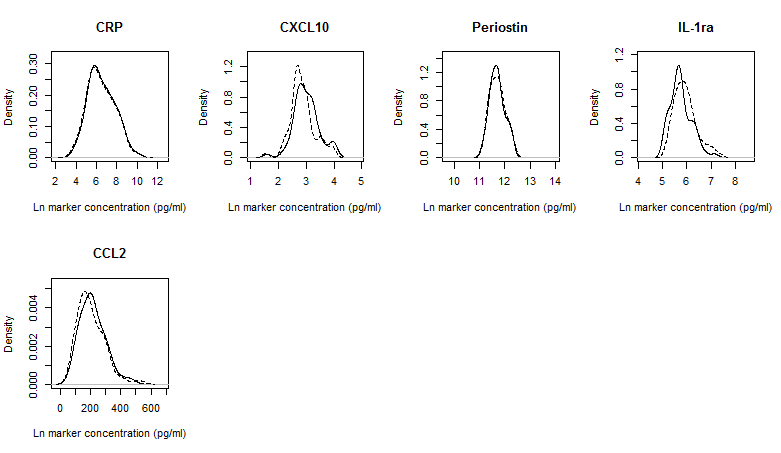 CRP
Density
0.00 0.10 0.20 0.30
2 4 6 8 10 12
Ln marker concentration (pg/ml)
CXCL10
Density
0.0 0.4 0.8 1.2
1 2 3 4 5
Ln marker concentration (pg/ml)
Periostin
Density
0.0 0.4 0.8 1.2
10 11 12 13 14
Ln marker concentration (pg/ml)
IL-1ra
Density
0.0 0.4 0.8 1.2
4 5 6 7 8
Ln marker concentration (pg/ml)
CCL2
Density
0.000 0.002 0.004
0 200 400 600
Ln marker concentration (pg/ml)